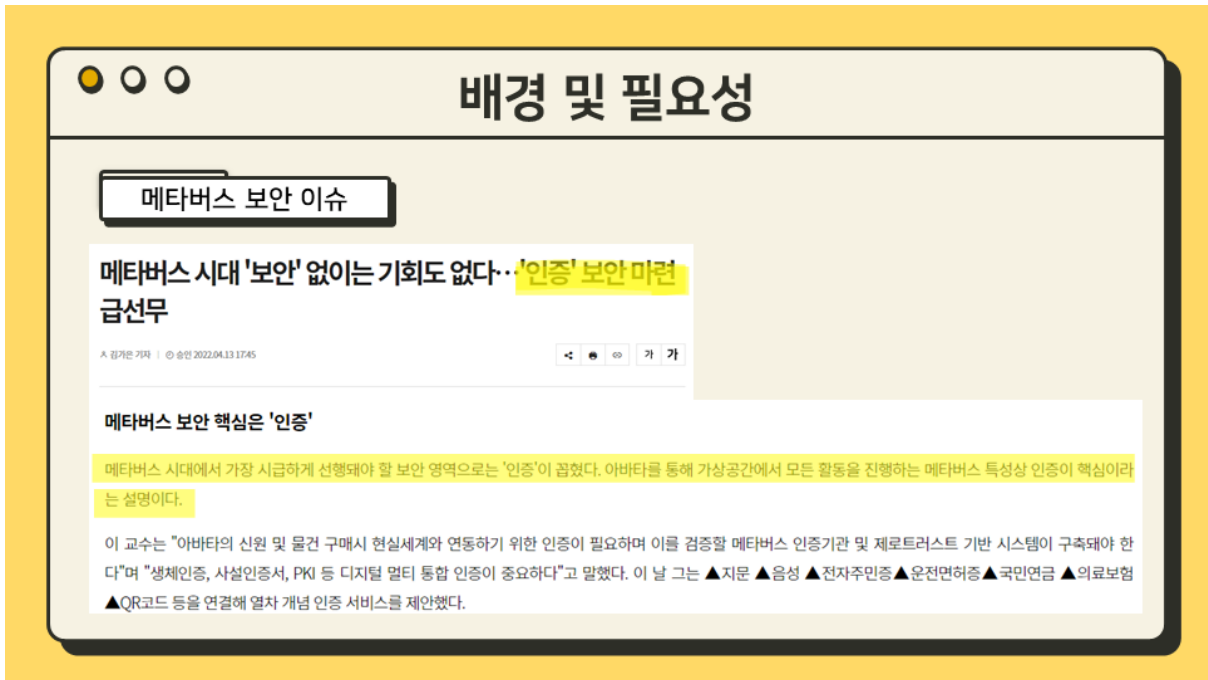 배경 및 필요성
메타버스 보안 이슈
메타버스 시대 '보안' 없이는 기회도 없다…'인증' 보안 마련
급선무
김가은 기자 | 승인 2022.04.13 17:45
가 가
메타버스 보안 핵심은 '인증'
메타버스 시대에서 가장 시급하게 선행돼야 할 보안 영역으로는 '인증'이 꼽혔다. 아바타를 통해 가상공간에서 모든 활동을 진행하는 메타버스 특성상 인증이 핵심이라
는 설명이다.
이 교수는 "아바타의 신원 및 물건 구매시 현실세계와 연동하기 위한 인증이 필요하며 이를 검증할 메타버스 인증기관 및 제로트러스트 기반 시스템이 구축돼야 한
다"며 "생체인증, 사설인증서, PKI 등 디지털 멀티 통합 인증이 중요하다"고 말했다. 이 날 그는 ▲지문 ▲음성 ▲전자주민증▲운전면허증▲국민연금 ▲의료보험
▲QR코드 등을 연결해 열차 개념 인증 서비스를 제안했다.